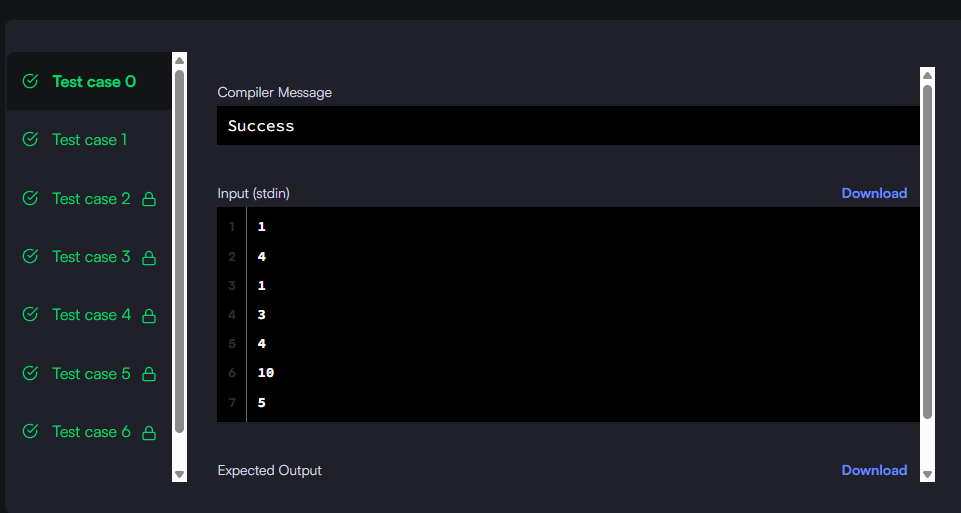 Test case 0
Test case 1
Test case 2
Test case 3
Test case 4
Test case 5
Test case 6
Compiler Message
Success
Input (stdin) Download
1 1
2 4
3 1
4 3
5 4
6 10
7 5
Expected Output Download